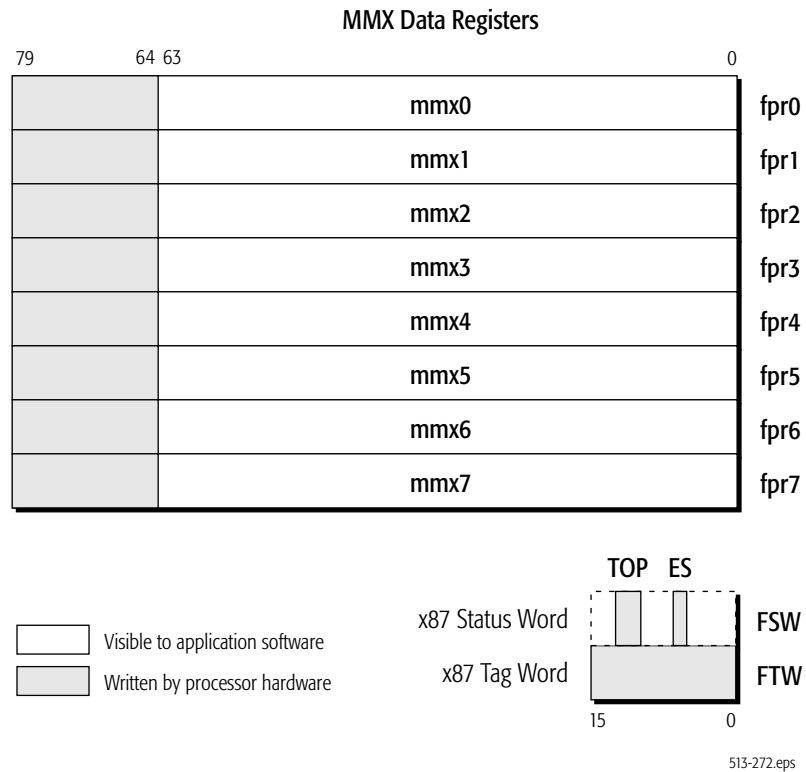 MMX Data Registers
79 64 63 0
mmx0 fpr0
mmx1 fpr1
mmx2 fpr2
mmx3 fpr3
mmx4 fpr4
mmx5 fpr5
mmx6 fpr6
mmx7 fpr7
TOP ES
x87 Status Word FSW
Visible to application software
x87 Tag Word FTW
Written by processor hardware
15 0
513-272.eps